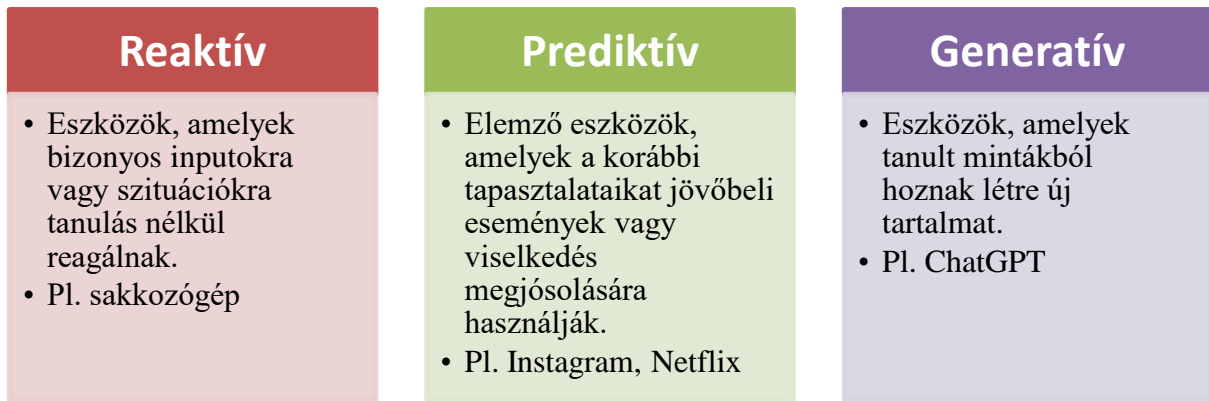 Reaktív
• Eszközök, amelyek
bizonyos inputokra
vagy szituációkra
tanulás nélkül
reagálnak.
• Pl. sakkozógép
Prediktív
• Elemző eszközök,
amelyek a korábbi
tapasztalataikat jövőbeli
események vagy
viselkedés
megjósolására
használják.
• Pl. Instagram, Netflix
Generatív
• Eszközök, amelyek
tanult mintákból
hoznak létre új
tartalmat.
• Pl. ChatGPT